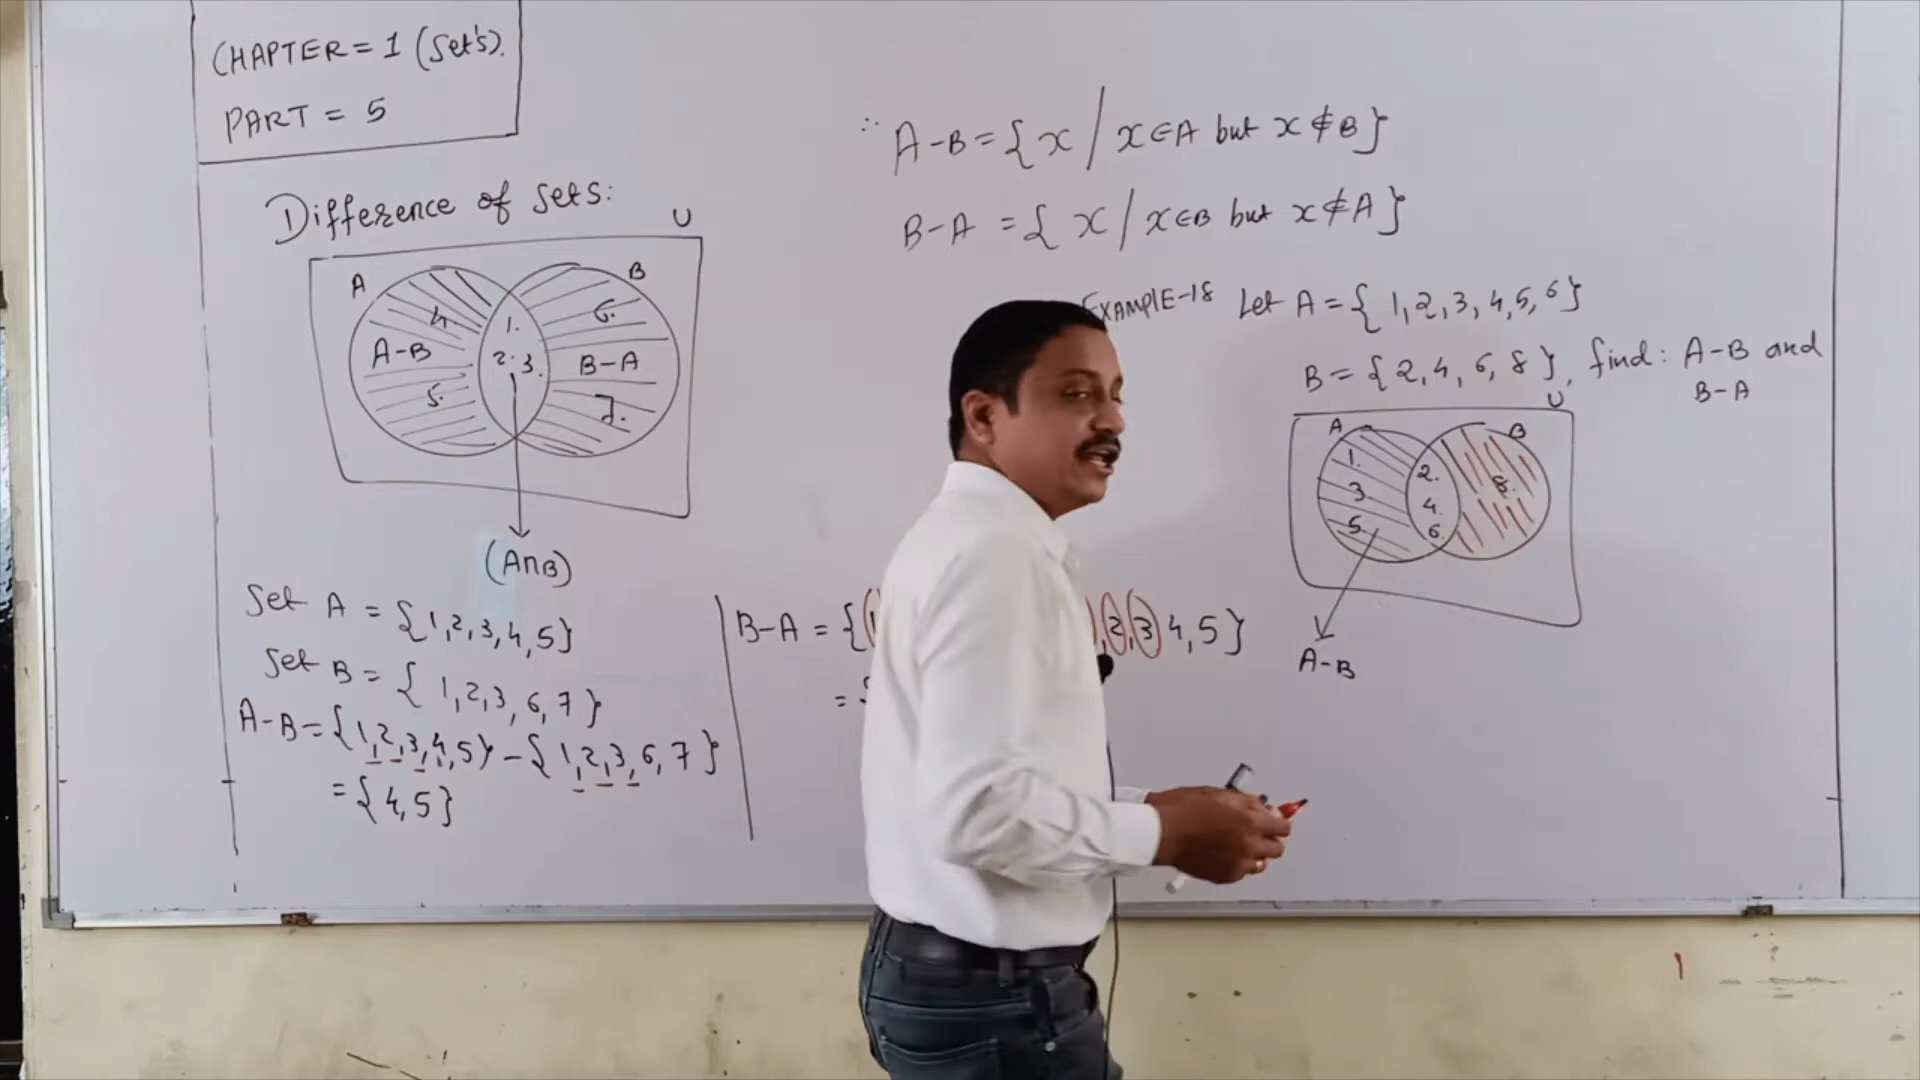 CHAPTER = 1 (Set's).
PART = 5
Difference of sets:
U
A
B
4.
1.
6.
A-B
2.
3.
B-A
5.
7.
(A∩B)
Set A = {1,2,3,4,5}
Set B = {1,2,3,6,7}
A-B = {1,2,3,4,5} - {1,2,3,6,7}
= {4,5}
B-A = {
,2,3 4,5}
= {
∴ A-B = {x / x∈A but x∉B}
B-A = {x / x∈B but x∉A}
EXAMPLE-18 Let A = {1,2,3,4,5,6}
B = {2,4,6,8}, find: A-B and
B-A
U
A
B
1.
2.
3.
8.
4.
5.
6.
A-B